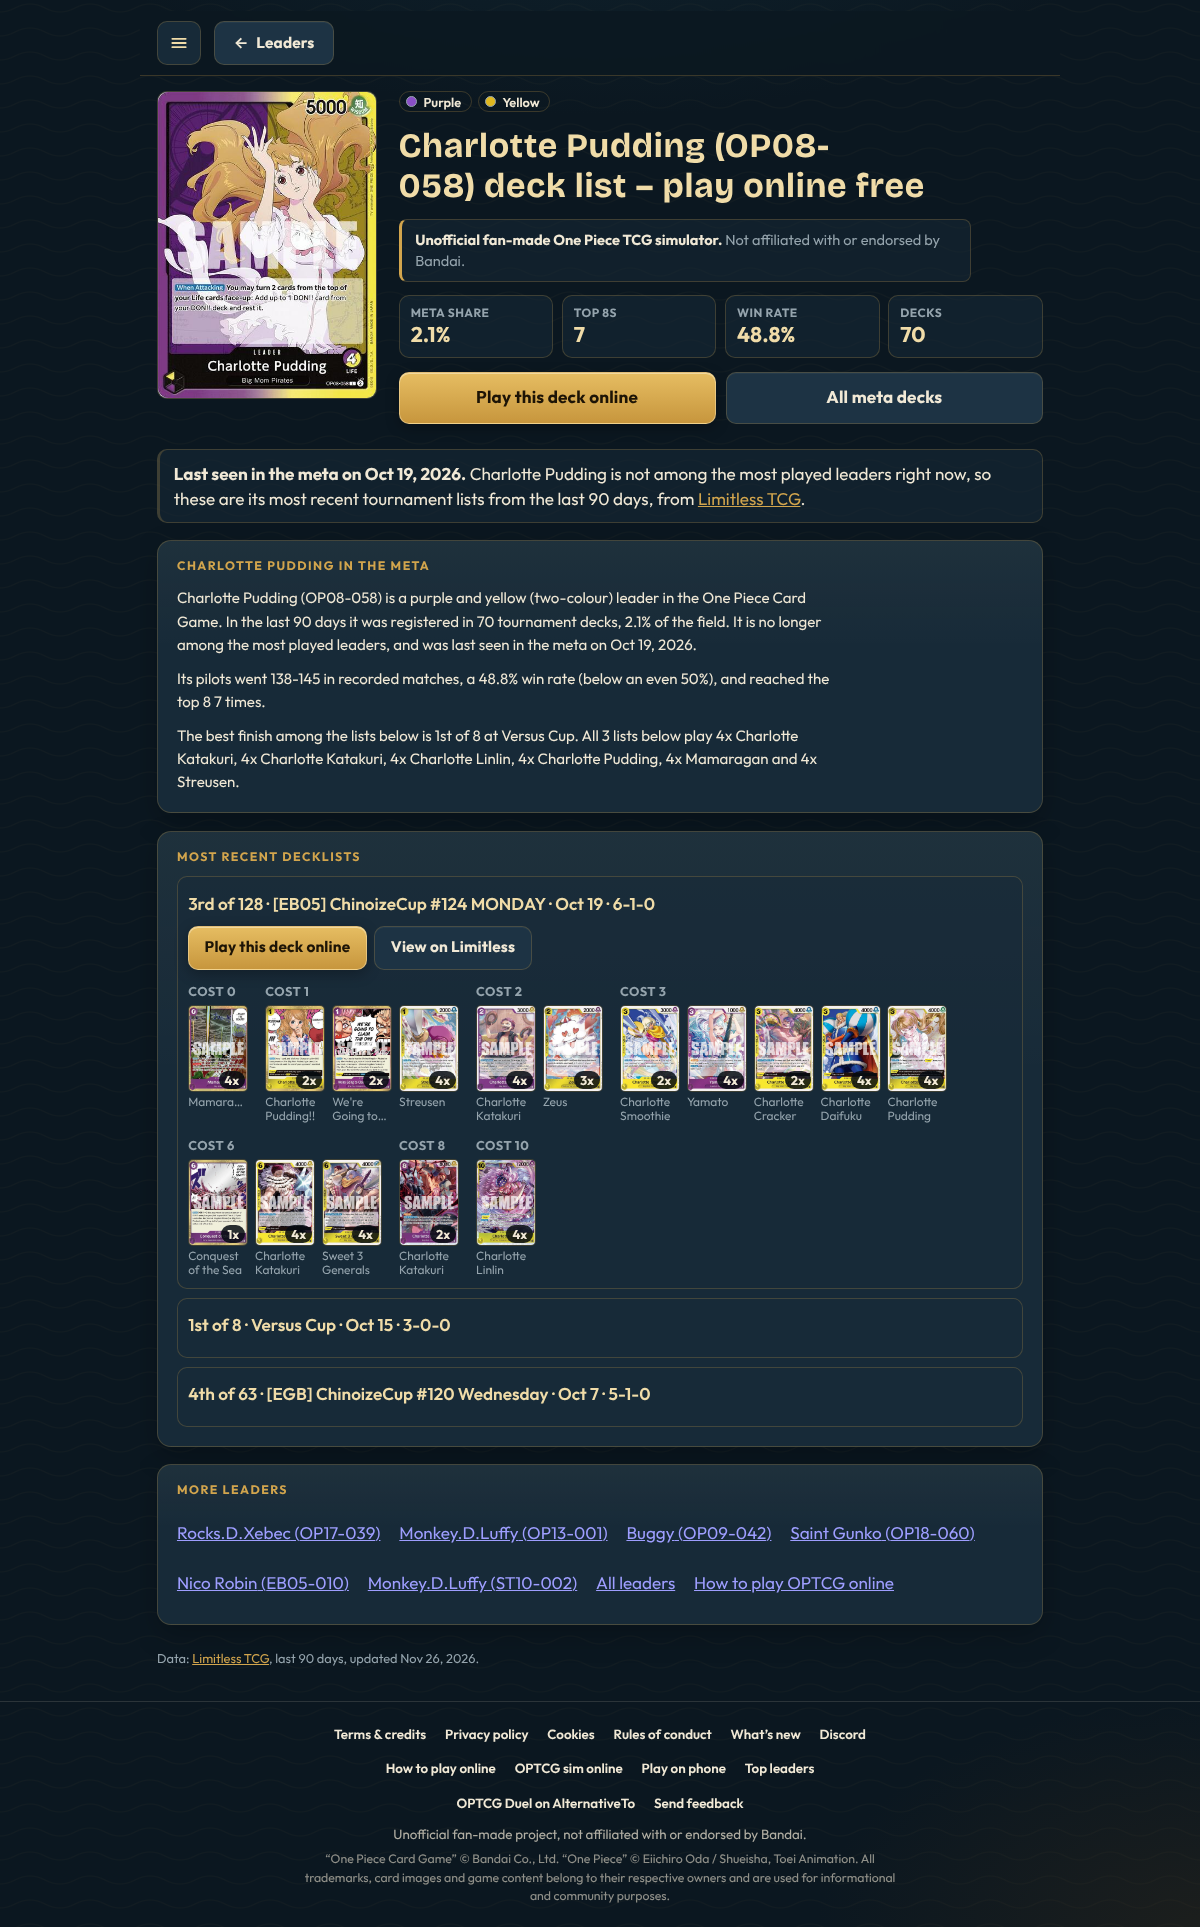 ← Leaders
Purple
Yellow
5000
SAMPLE
When Attacking You may turn 2 cards from the top of
your Life cards face-up: Add up to 1 DON!! card from
your DON!! deck and rest it.
LEADER
Charlotte Pudding
4
LIFE
Big Mom Pirates
OP08-058
Charlotte Pudding (OP08-
058) deck list – play online free
Unofficial fan-made One Piece TCG simulator. Not affiliated with or endorsed by
Bandai.
META SHARE
2.1%
TOP 8S
7
WIN RATE
48.8%
DECKS
70
Play this deck online
All meta decks
Last seen in the meta on Oct 19, 2026. Charlotte Pudding is not among the most played leaders right now, so
these are its most recent tournament lists from the last 90 days, from Limitless TCG.
CHARLOTTE PUDDING IN THE META
Charlotte Pudding (OP08-058) is a purple and yellow (two-colour) leader in the One Piece Card
Game. In the last 90 days it was registered in 70 tournament decks, 2.1% of the field. It is no longer
among the most played leaders, and was last seen in the meta on Oct 19, 2026.
Its pilots went 138-145 in recorded matches, a 48.8% win rate (below an even 50%), and reached the
top 8 7 times.
The best finish among the lists below is 1st of 8 at Versus Cup. All 3 lists below play 4x Charlotte
Katakuri, 4x Charlotte Katakuri, 4x Charlotte Linlin, 4x Charlotte Pudding, 4x Mamaragan and 4x
Streusen.
MOST RECENT DECKLISTS
3rd of 128 · [EB05] ChinoizeCup #124 MONDAY · Oct 19 · 6-1-0
Play this deck online
View on Limitless
COST 0
SAMPLE
4x
Mamara...
COST 1
SAMPLE
2x
Charlotte
Pudding!!
SAMPLE
2x
We're
Going to...
SAMPLE
4x
Streusen
COST 2
SAMPLE
4x
Charlotte
Katakuri
SAMPLE
3x
Zeus
COST 3
SAMPLE
2x
Charlotte
Smoothie
SAMPLE
4x
Yamato
SAMPLE
2x
Charlotte
Cracker
SAMPLE
4x
Charlotte
Daifuku
SAMPLE
4x
Charlotte
Pudding
COST 6
SAMPLE
1x
Conquest
of the Sea
SAMPLE
4x
Charlotte
Katakuri
SAMPLE
4x
Sweet 3
Generals
COST 8
SAMPLE
2x
Charlotte
Katakuri
COST 10
SAMPLE
4x
Charlotte
Linlin
1st of 8 · Versus Cup · Oct 15 · 3-0-0
4th of 63 · [EGB] ChinoizeCup #120 Wednesday · Oct 7 · 5-1-0
MORE LEADERS
Rocks.D.Xebec (OP17-039) Monkey.D.Luffy (OP13-001) Buggy (OP09-042) Saint Gunko (OP18-060)
Nico Robin (EB05-010) Monkey.D.Luffy (ST10-002) All leaders How to play OPTCG online
Data: Limitless TCG, last 90 days, updated Nov 26, 2026.
Terms & credits Privacy policy Cookies Rules of conduct What's new Discord
How to play online OPTCG sim online Play on phone Top leaders
OPTCG Duel on AlternativeTo Send feedback
Unofficial fan-made project, not affiliated with or endorsed by Bandai.
“One Piece Card Game” © Bandai Co., Ltd. “One Piece” © Eiichiro Oda / Shueisha, Toei Animation. All
trademarks, card images and game content belong to their respective owners and are used for informational
and community purposes.